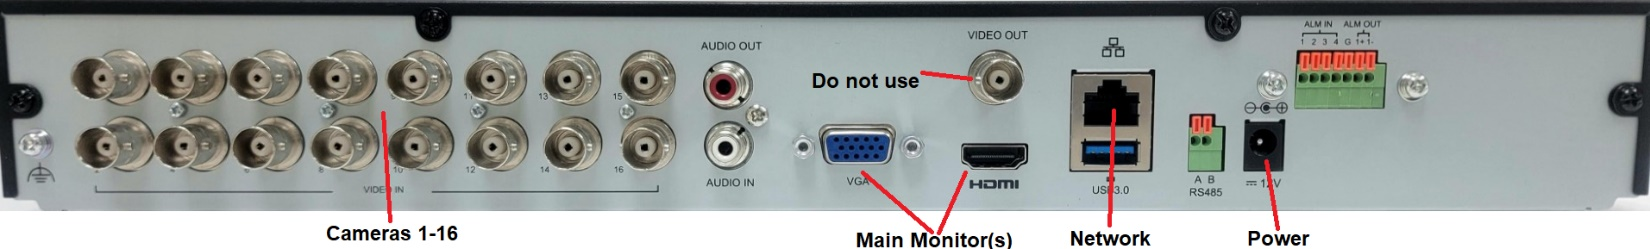 ALM IN ALM OUT
1 2 3 4 G 1+ 1-
AUDIO OUT
VIDEO OUT
Do not use
13
15
10
12
14
16
VIDEO IN
AUDIO IN
VGA
HDMI
USB3.0
A B
RS485
12V
Cameras 1-16
Main Monitor(s)
Network
Power